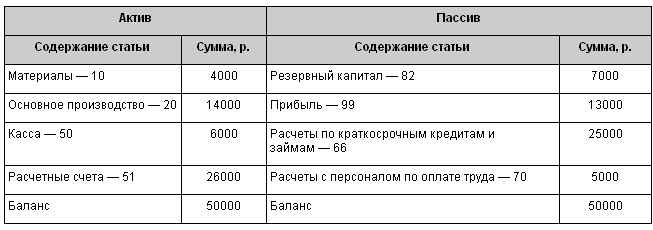 Актив Пассив
Содержание статьи Сумма, р. Содержание статьи Сумма, р.
Материалы — 10 4000 Резервный капитал — 82 7000
Основное производство — 20 14000 Прибыль — 99 13000
Касса — 50 6000 Расчеты по краткосрочным кредитам и 25000
займам — 66
Расчетные счета — 51 26000 Расчеты с персоналом по оплате труда — 70 5000
Баланс 50000 Баланс 50000